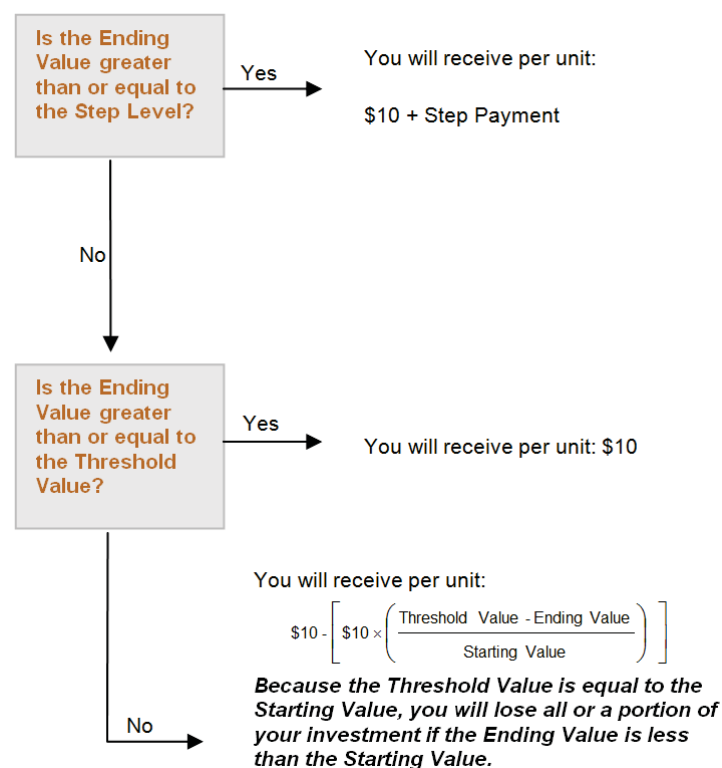 Is the Ending
Value greater
than or equal to
the Step Level?
Yes
You will receive per unit:
$10 + Step Payment
No
Is the Ending
Value greater
than or equal to
the Threshold
Value?
Yes
You will receive per unit: $10
You will receive per unit:
$10 - [ $10 × ( Threshold Value - Ending Value
Starting Value ) ]
Because the Threshold Value is equal to the
Starting Value, you will lose all or a portion of
your investment if the Ending Value is less
than the Starting Value.
No